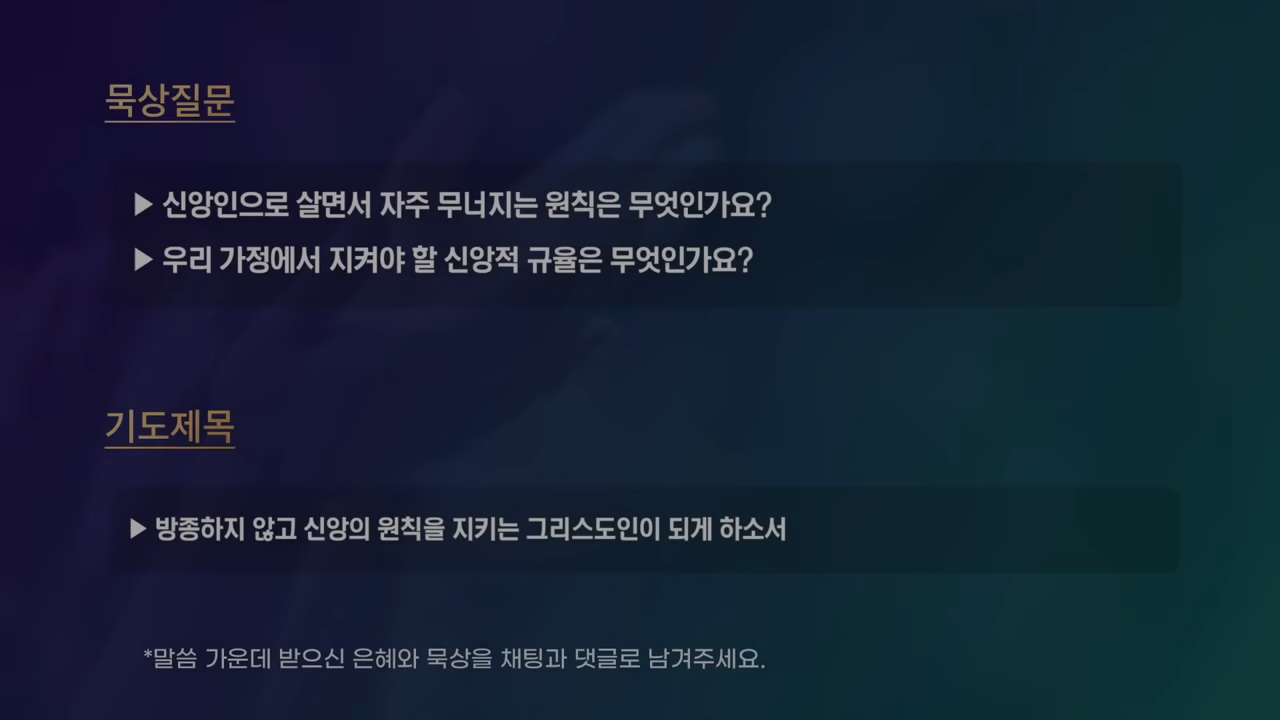 묵상질문
▶ 신앙인으로 살면서 자주 무너지는 원칙은 무엇인가요?
▶ 우리 가정에서 지켜야 할 신앙적 규율은 무엇인가요?
기도제목
▶ 방종하지 않고 신앙의 원칙을 지키는 그리스도인이 되게 하소서
*말씀 가운데 받으신 은혜와 묵상을 채팅과 댓글로 남겨주세요.